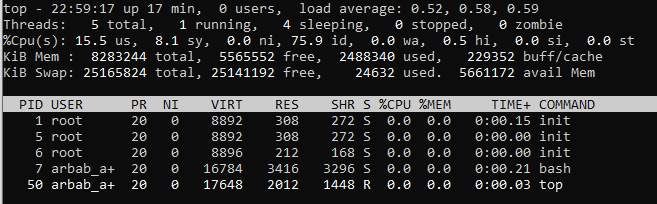 top - 22:59:17 up 17 min,  0 users,  load average: 0.52, 0.58, 0.59
Threads:   5 total,   1 running,   4 sleeping,   0 stopped,   0 zombie
%Cpu(s): 15.5 us,  8.1 sy,  0.0 ni, 75.9 id,  0.0 wa,  0.5 hi,  0.0 si,  0.0 st
KiB Mem :  8283244 total,  5565552 free,  2488340 used,   229352 buff/cache
KiB Swap: 25165824 total, 25141192 free,    24632 used.  5661172 avail Mem
PID USER      PR  NI    VIRT    RES    SHR S %CPU %MEM     TIME+ COMMAND
1 root      20   0    8892    308    272 S  0.0  0.0   0:00.15 init
5 root      20   0    8892    308    272 S  0.0  0.0   0:00.00 init
6 root      20   0    8896    212    168 S  0.0  0.0   0:00.00 init
7 arbab_a+  20   0   16784   3416   3296 S  0.0  0.0   0:00.21 bash
50 arbab_a+  20   0   17648   2012   1448 R  0.0  0.0   0:00.03 top